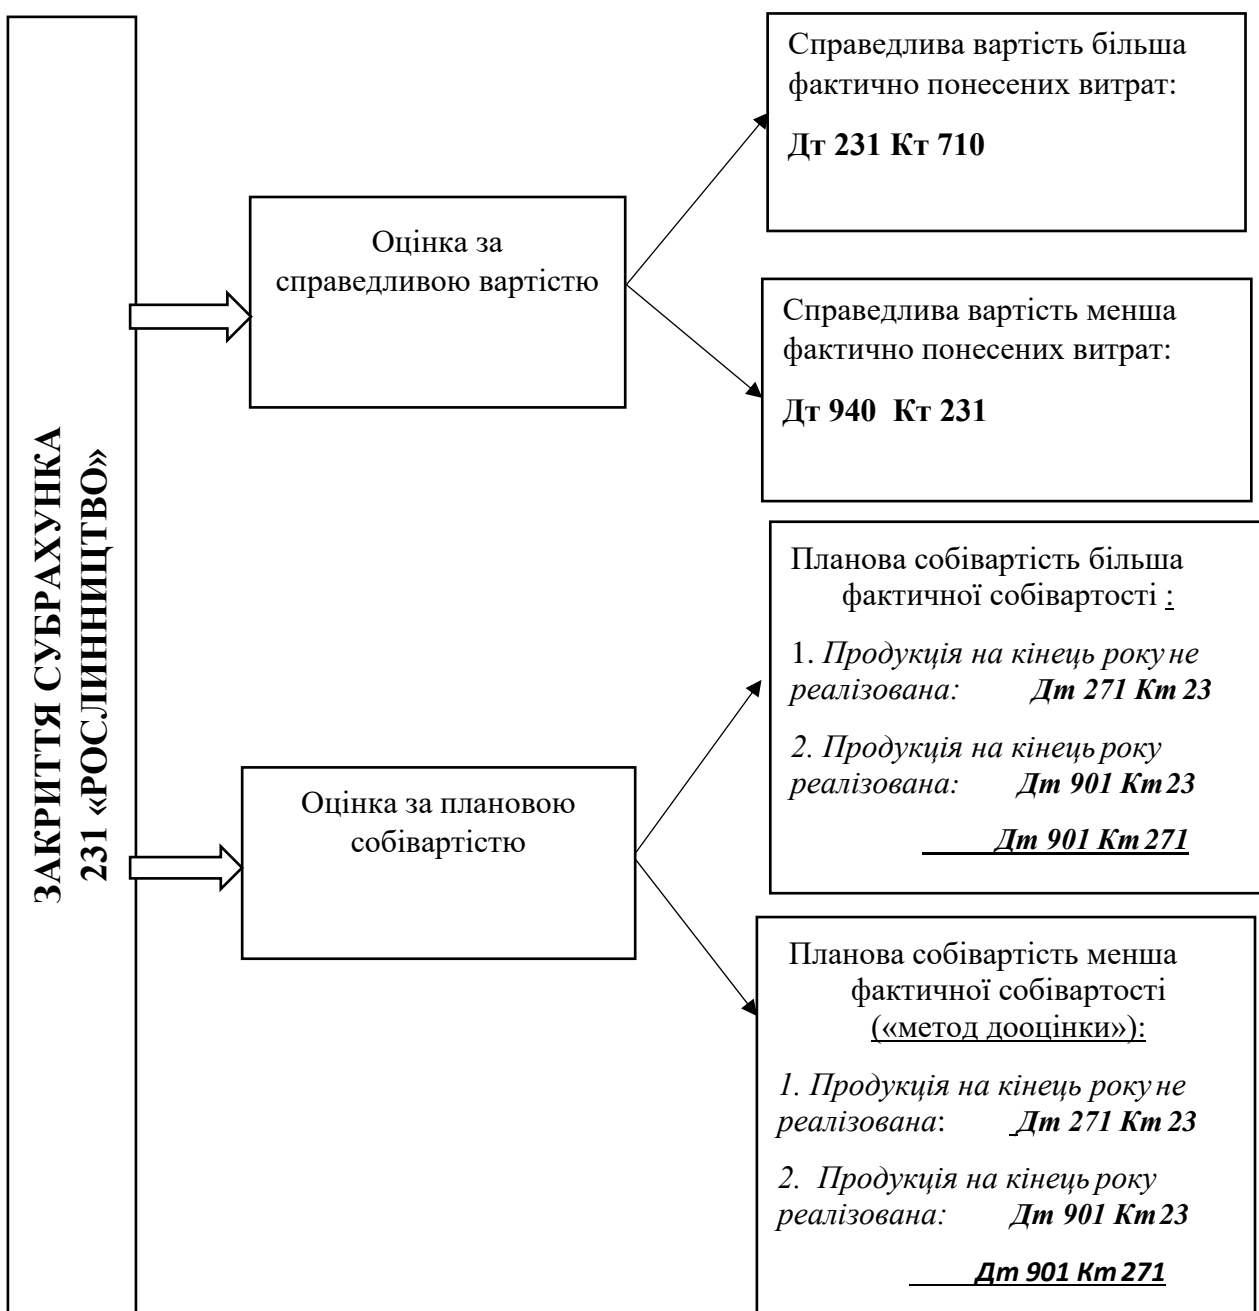 ЗАКРИТТЯ СУБРАХУНКА
231 «РОСЛИННИЦТВО»
Оцінка за
справедливою вартістю
Справедлива вартість більша
фактично понесених витрат:
Дт 231 Кт 710
Справедлива вартість менша
фактично понесених витрат:
Дт 940 Кт 231
Оцінка за плановою
собівартістю
Планова собівартість більша
фактичної собівартості :
1. Продукція на кінець року не
реалізована: Дт 271 Кт 23
2. Продукція на кінець року
реалізована: Дт 901 Кт 23
Дт 901 Кт 271
Планова собівартість менша
фактичної собівартості
(«метод дооцінки»):
1. Продукція на кінець року не
реалізована: Дт 271 Кт 23
2. Продукція на кінець року
реалізована: Дт 901 Кт 23
Дт 901 Кт 271